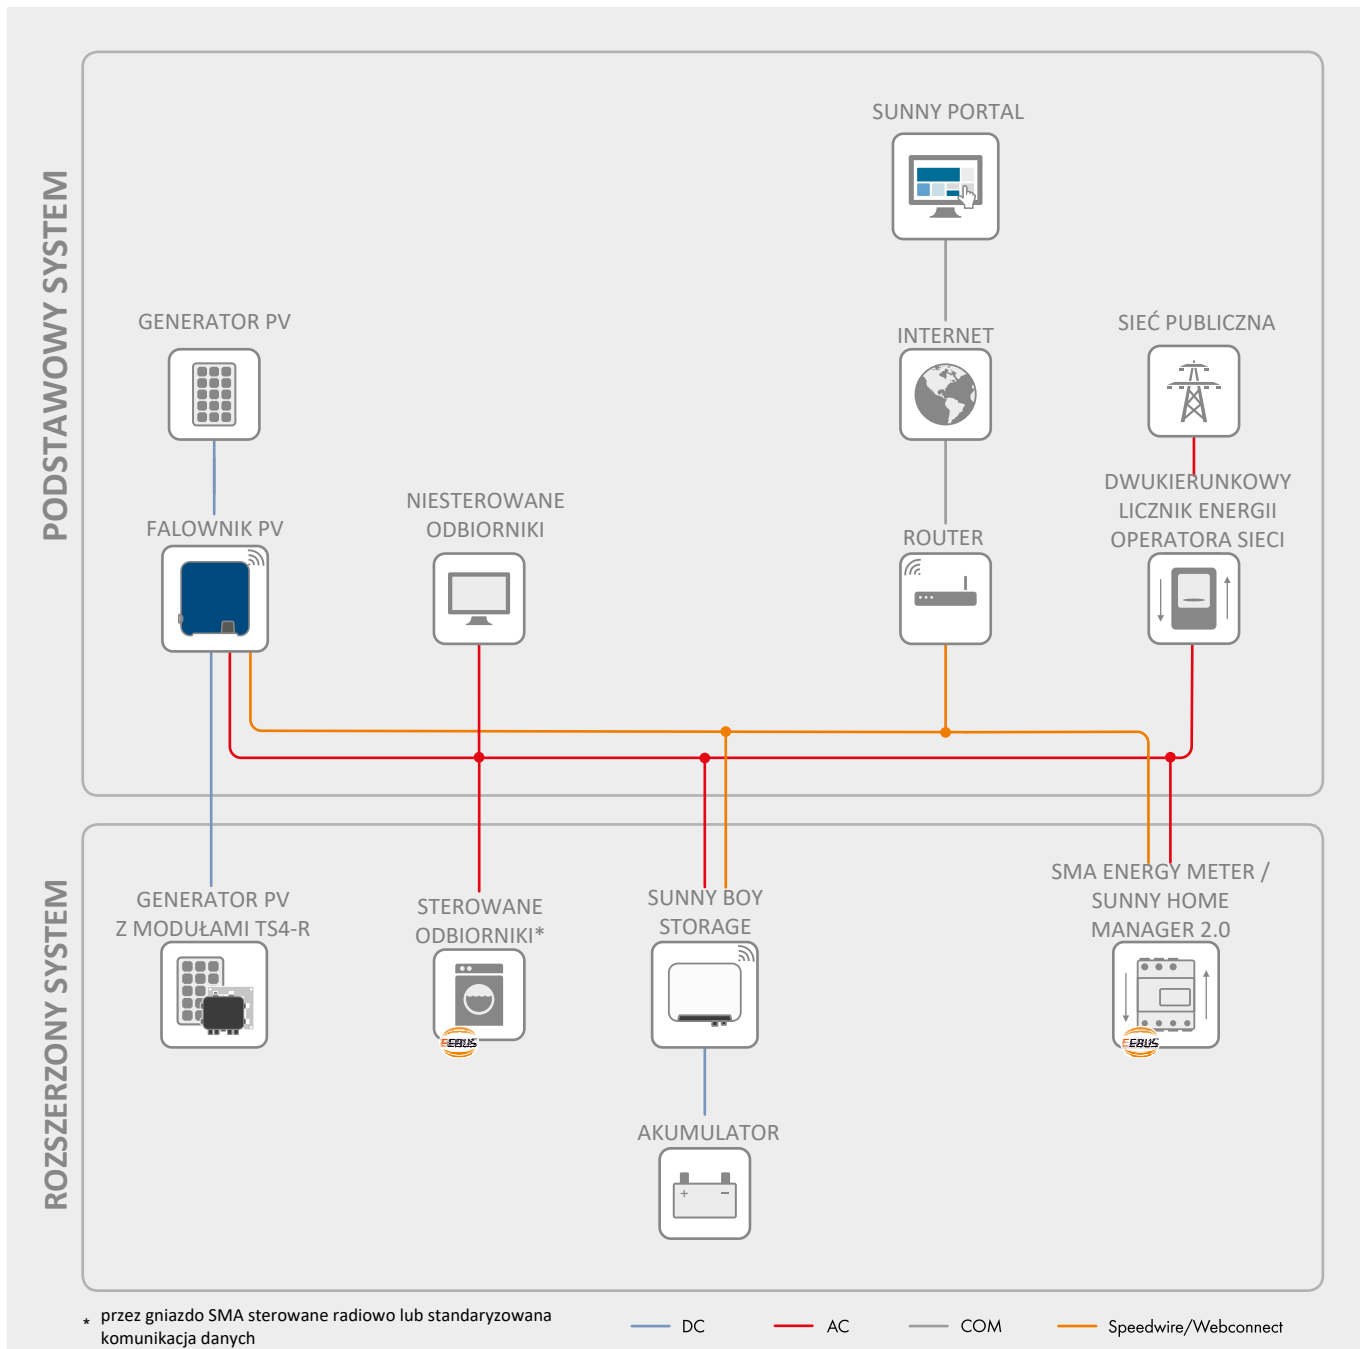 PODSTAWOWY SYSTEM
SUNNY PORTAL
GENERATOR PV
INTERNET
SIEĆ PUBLICZNA
FALOWNIK PV
NIESTEROWANE
ODBIORNIKI
ROUTER
DWUKIERUNKOWY
LICZNIK ENERGII
OPERATORA SIECI
ROZSZERZONY SYSTEM
GENERATOR PV
Z MODUŁAMI TS4-R
STEROWANE
ODBIORNIKI*
EEBUS
SUNNY BOY
STORAGE
SMA ENERGY METER /
SUNNY HOME
MANAGER 2.0
EEBUS
AKUMULATOR
+ −
* przez gniazdo SMA sterowane radiowo lub standaryzowana
komunikacja danych
DC
AC
COM
Speedwire/Webconnect